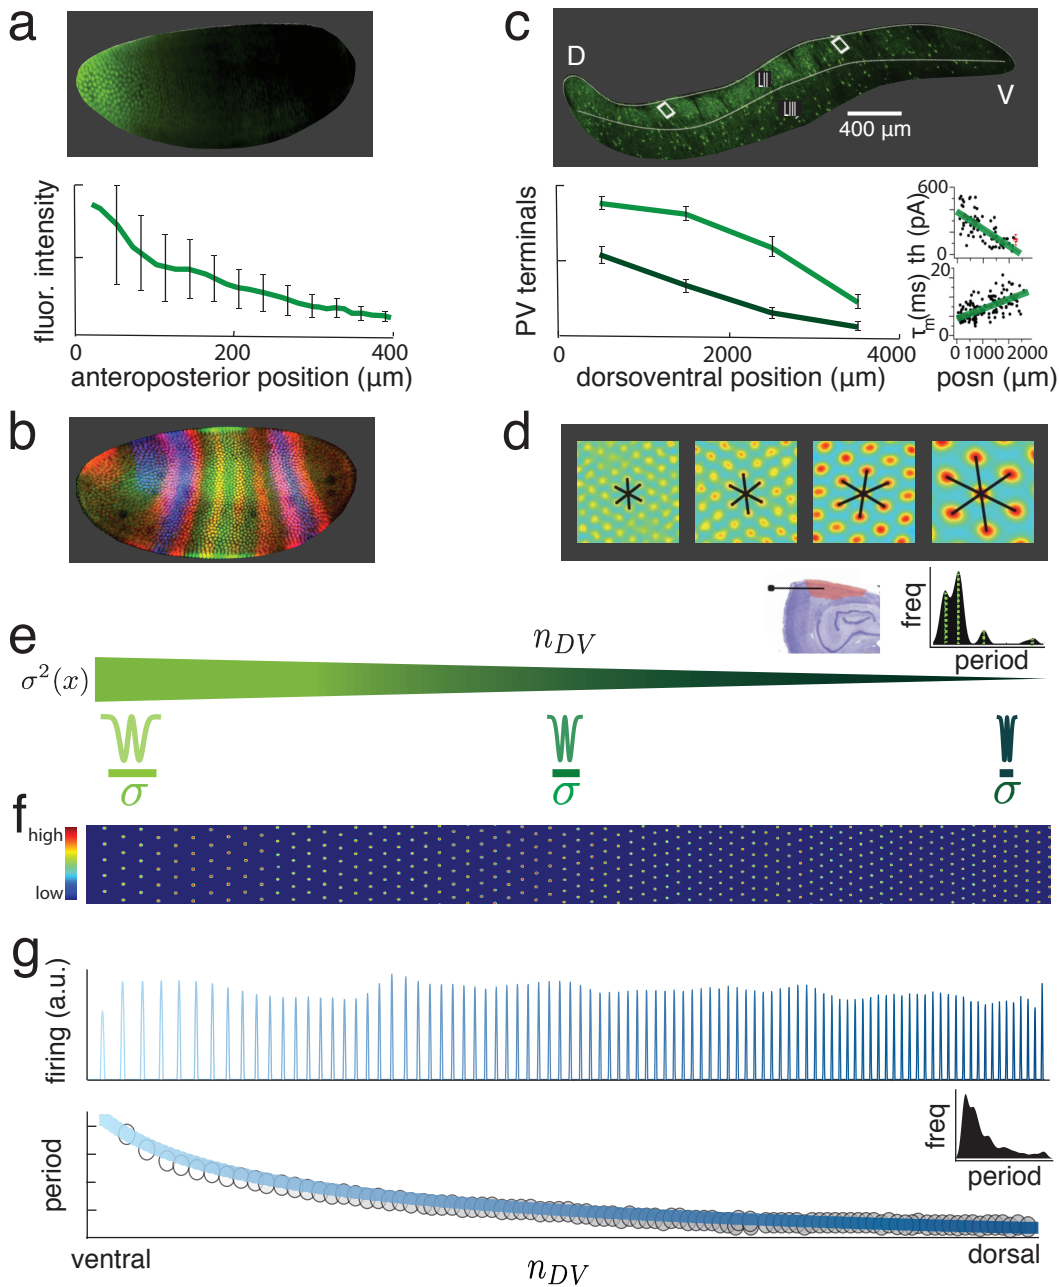 a
fluor. intensity
0
200
400
anteroposterior position (μm)
b
c
D
LII
LIII
V
400 μm
PV terminals
0
2000
4000
dorsoventral position (μm)
600
0
th (pA)
20
0
τm(ms)
0 1000 2000
posn (μm)
d
freq
period
e
nDV
σ²(x)
σ
σ
σ
f
high
low
g
firing (a.u.)
freq
period
period
ventral
dorsal
nDV